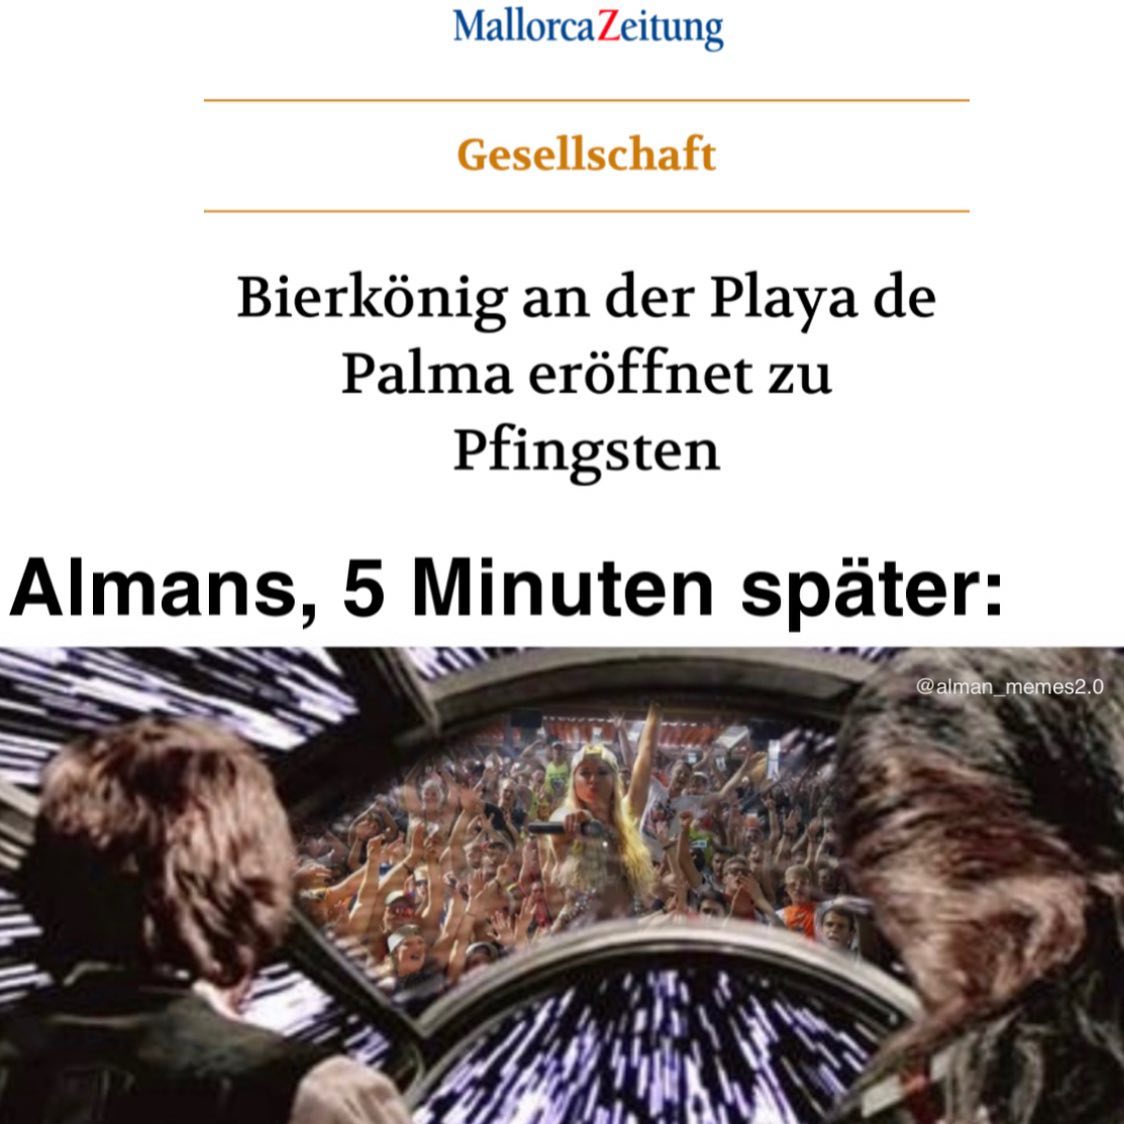 MallorcaZeitung
Gesellschaft
Bierkönig an der Playa de
Palma eröffnet zu
Pfingsten
Almans, 5 Minuten später:
@alman_memes2.0